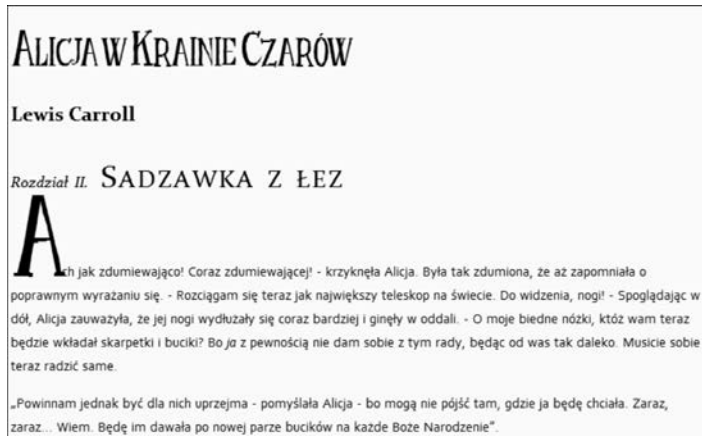 ALICJA W KRAINIE CZARÓW
Lewis Carroll
Rozdział II. SADZAWKA Z ŁEZ
Ach jak zdumiewająco! Coraz zdumiewającej! - krzyknęła Alicja. Była tak zdumiona, że aż zapomniała o
poprawnym wyrażaniu się. - Rozciągam się teraz jak największy teleskop na świecie. Do widzenia, nogi! - Spoglądając w
dół, Alicja zauważyła, że jej nogi wydłużały się coraz bardziej i ginęły w oddali. - O moje biedne nóżki, któż wam teraz
będzie wkładał skarpetki i buciki? Bo ja z pewnością nie dam sobie z tym rady, będąc od was tak daleko. Musicie sobie
teraz radzić same.
„Powinnam jednak być dla nich uprzejma - pomyślała Alicja - bo mogą nie pójść tam, gdzie ja będę chciała. Zaraz,
zaraz... Wiem. Będę im dawała po nowej parze bucików na każde Boże Narodzenie”.